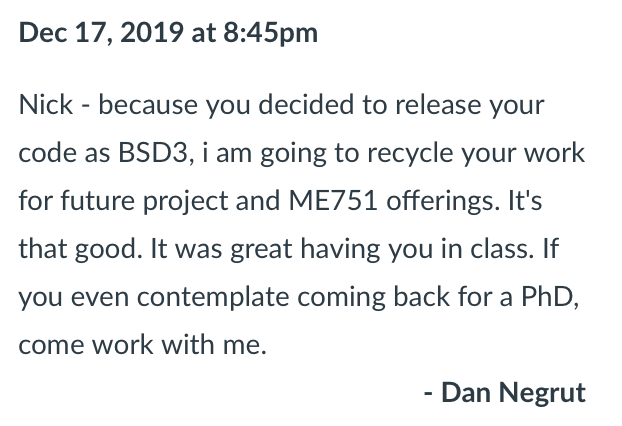 Dec 17, 2019 at 8:45pm
Nick - because you decided to release your
code as BSD3, i am going to recycle your work
for future project and ME751 offerings. It's
that good. It was great having you in class. If
you even contemplate coming back for a PhD,
come work with me.
- Dan Negrut